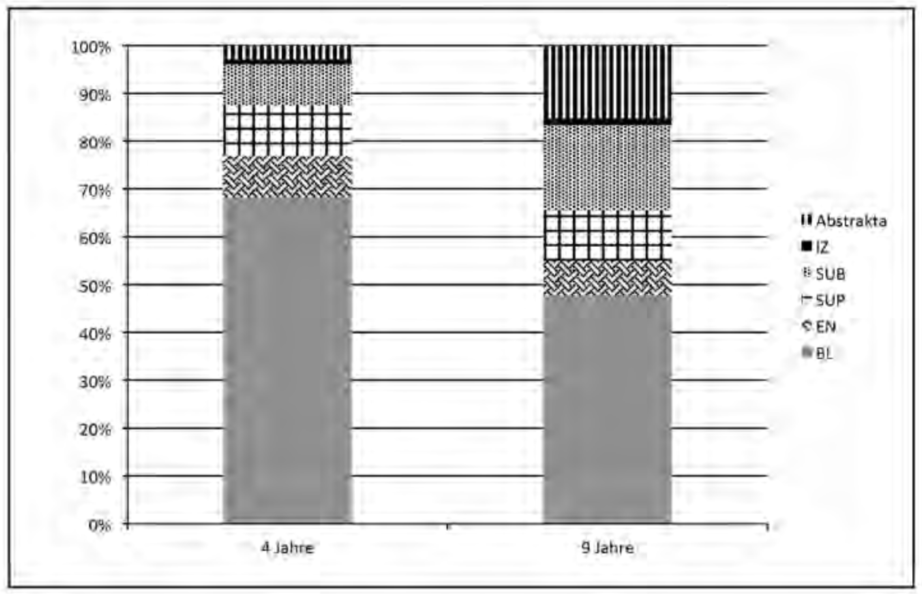 100%
90%
80%
70%
60%
50%
40%
30%
20%
10%
0%
4 Jahre
9 Jahre
Abstrakta
IZ
SUB
SUP
EN
BL